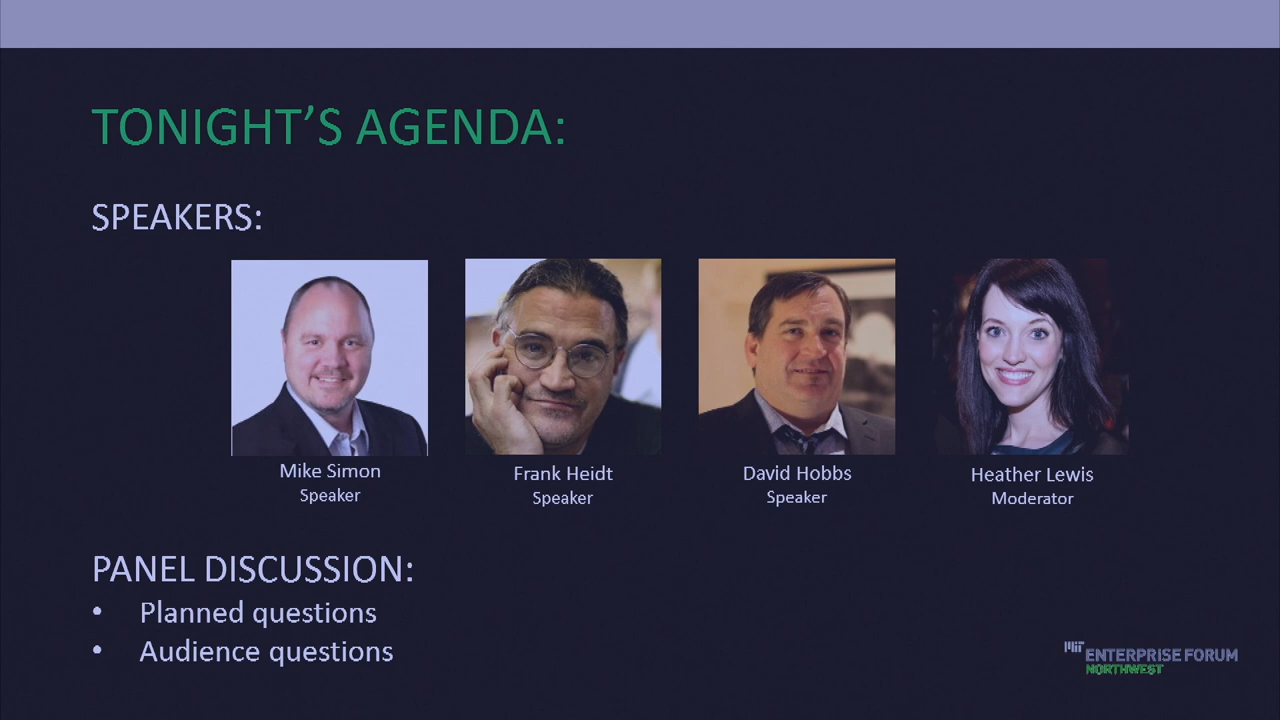 TONIGHT'S AGENDA:
SPEAKERS:
Mike Simon
Speaker
Frank Heidt
Speaker
David Hobbs
Speaker
Heather Lewis
Moderator
PANEL DISCUSSION:
• Planned questions
• Audience questions
MIT
ENTERPRISE FORUM
NORTHWEST